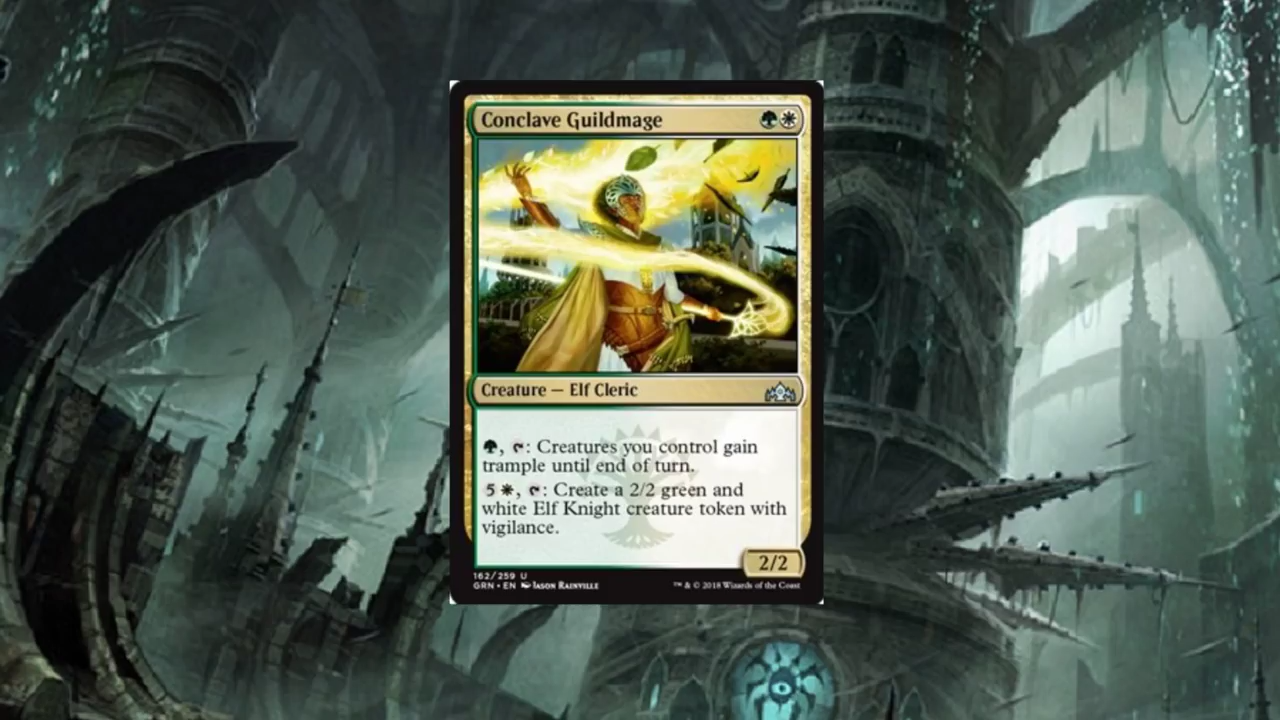 Conclave Guildmage
Creature — Elf Cleric
, : Creatures you control gain
trample until end of turn.
5 , : Create a 2/2 green and
white Elf Knight creature token with
vigilance.
2/2
162/259 U
GRN • EN Jason Rainville
™ & © 2018 Wizards of the Coast